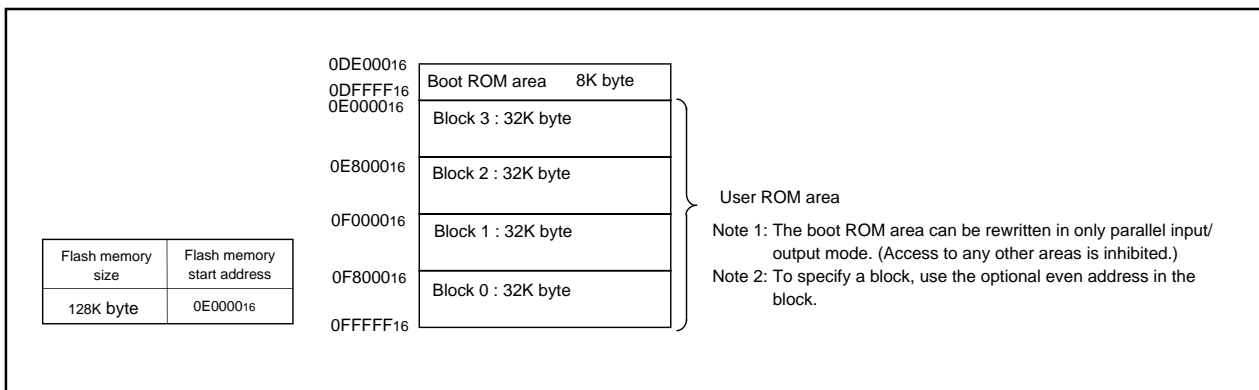 0DE00016
Boot ROM area 8K byte
0DFFFF16
0E000016
Block 3 : 32K byte
0E800016
Block 2 : 32K byte
0F000016
Block 1 : 32K byte
0F800016
Block 0 : 32K byte
0FFFFF16
User ROM area
Note 1: The boot ROM area can be rewritten in only parallel input/
output mode. (Access to any other areas is inhibited.)
Note 2: To specify a block, use the optional even address in the
block.
Flash memory size
Flash memory start address
128K byte
0E000016